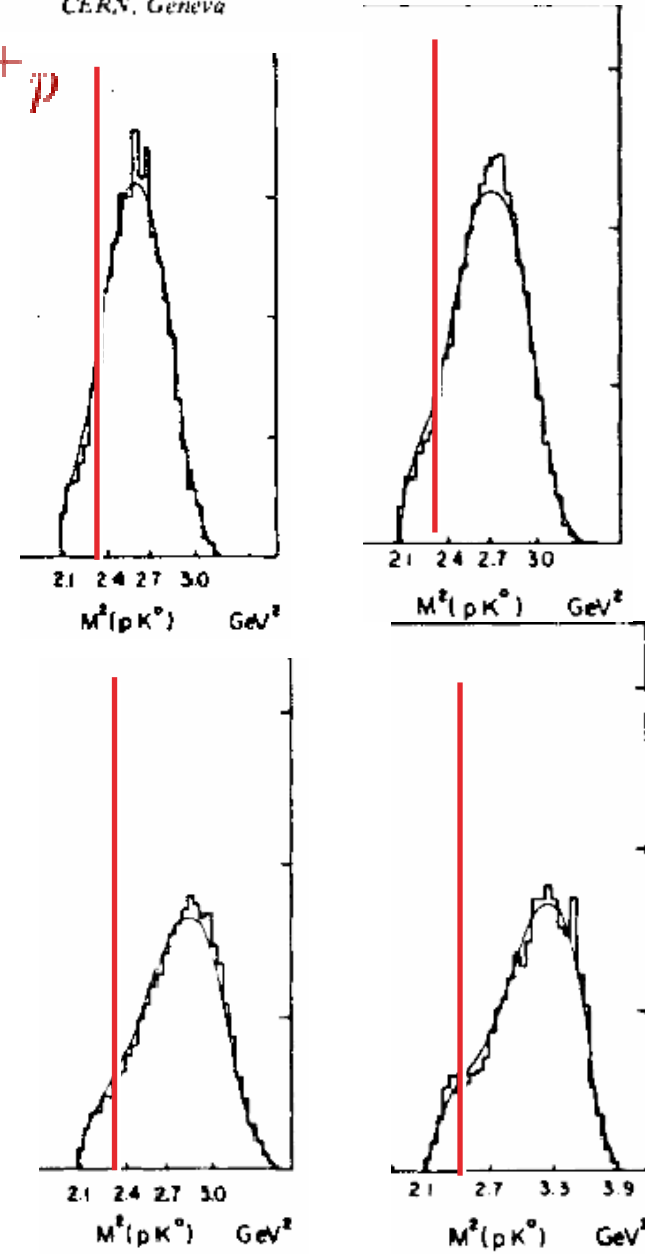 CERN, Geneva
+p
2.1 2.4 2.7 3.0
M²(pK°) GeV²
2.1 2.4 2.7 3.0
M²(pK°) GeV²
2.1 2.4 2.7 3.0
M²(pK°) GeV²
2.1 2.7 3.3 3.9
M²(pK°) GeV²